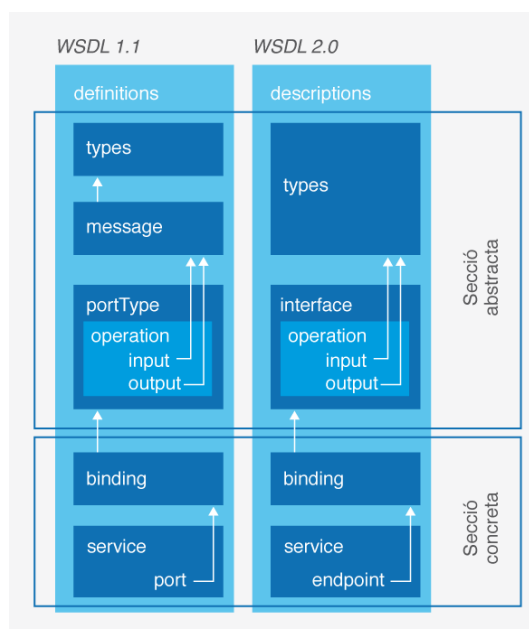 WSDL 1.1
WSDL 2.0
definitions
descriptions
types
message
types
portType
operation
input
output
interface
operation
input
output
Secció
abstracta
binding
service
port
binding
service
endpoint
Secció
concreta